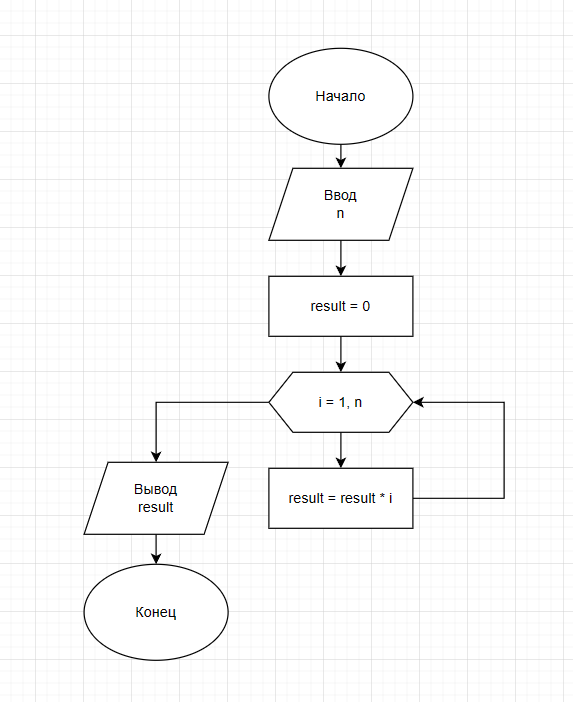 Начало
Ввод
n
result = 0
i = 1, n
result = result * i
Вывод
result
Конец